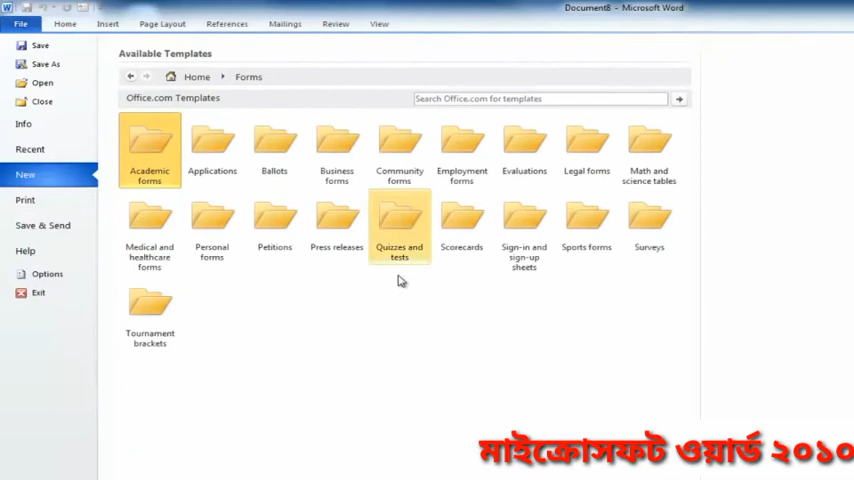 Document8 - Microsoft Word
File Home Insert Page Layout References Mailings Review View
Save
Save As
Open
Close
Info
Recent
New
Print
Save & Send
Help
Options
Exit
Available Templates
Home Forms
Office.com Templates
Search Office.com for templates
Academic forms
Applications
Ballots
Business forms
Community forms
Employment forms
Evaluations
Legal forms
Math and science tables
Medical and healthcare forms
Personal forms
Petitions
Press releases
Quizzes and tests
Scorecards
Sign-in and sign-up sheets
Sports forms
Surveys
Tournament brackets
মাইক্রোসফট ওয়ার্ড ২০১০